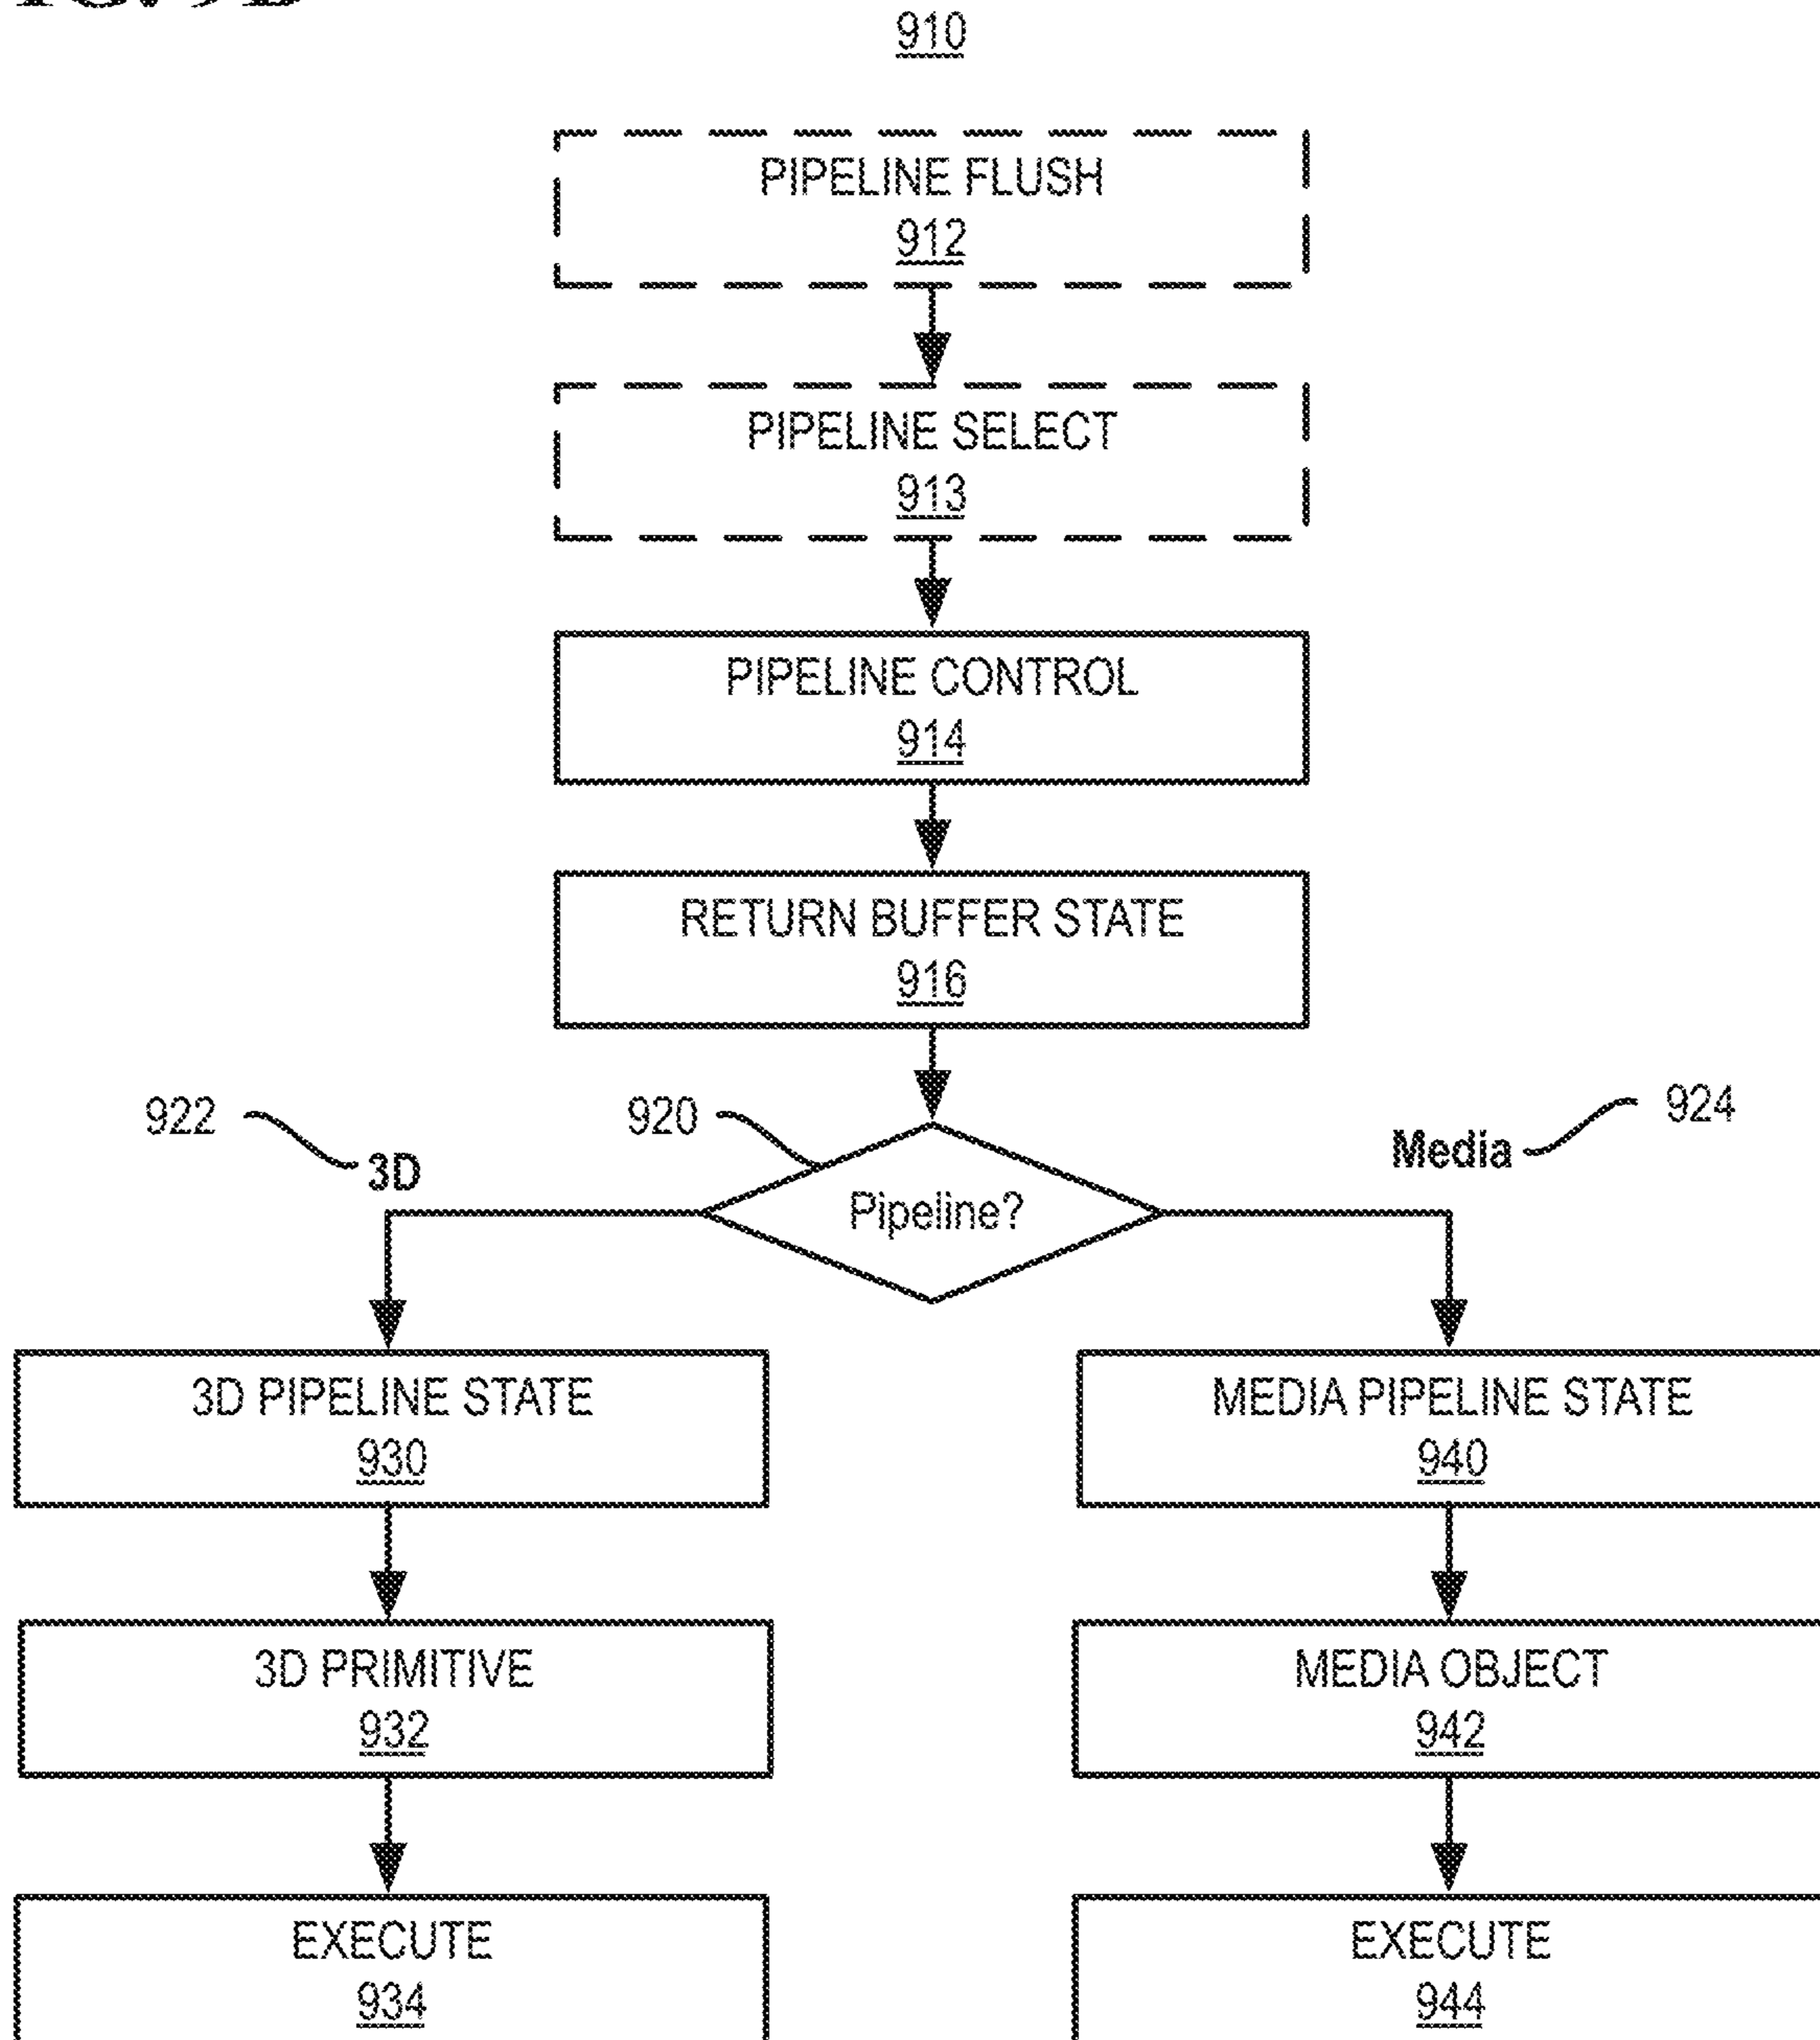 910
PIPELINE FLUSH
912
PIPELINE SELECT
913
PIPELINE CONTROL
914
RETURN BUFFER STATE
916
922
920
924
3D
Media
Pipeline?
3D PIPELINE STATE
930
MEDIA PIPELINE STATE
940
3D PRIMITIVE
932
MEDIA OBJECT
942
EXECUTE
934
EXECUTE
944